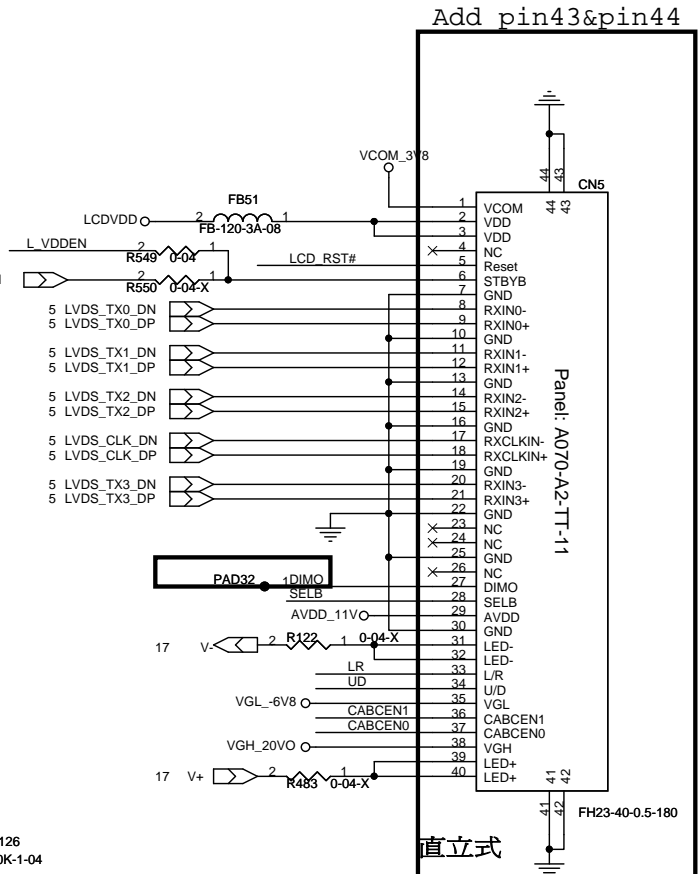 Add pin43&pin44
VCOM_3V8
44
43
CN5
44
43
FB51
LCDVDD
2
1
FB-120-3A-08
L_VDDEN
2
1
R549
0-04
LCD_RST#
2
1
R550
0-04-X
1 VCOM
2 VDD
3 VDD
4 NC
5 Reset
6 STBYB
7 GND
5 LVDS_TX0_DN 8 RXIN0-
5 LVDS_TX0_DP 9 RXIN0+
10 GND
5 LVDS_TX1_DN 11 RXIN1-
5 LVDS_TX1_DP 12 RXIN1+
13 GND
5 LVDS_TX2_DN 14 RXIN2-
5 LVDS_TX2_DP 15 RXIN2+
16 GND
5 LVDS_CLK_DN 17 RXCLKIN-
5 LVDS_CLK_DP 18 RXCLKIN+
19 GND
5 LVDS_TX3_DN 20 RXIN3-
5 LVDS_TX3_DP 21 RXIN3+
22 GND
23 NC
24 NC
25 GND
26 NC
PAD32 1 DIMO 27 DIMO
SELB 28 SELB
AVDD_11V 29 AVDD
30 GND
17 V- 2 R122 1 0-04-X 31 LED-
32 LED-
LR 33 L/R
UD 34 U/D
VGL_-6V8 35 VGL
CABCEN1 36 CABCEN1
CABCEN0 37 CABCEN0
VGH_20VO 38 VGH
39 LED+
17 V+ 2 R483 1 0-04-X 40 LED+
Panel: A070-A2-TT-11
41
42
41
42
FH23-40-0.5-180
直立式
126
0K-1-04